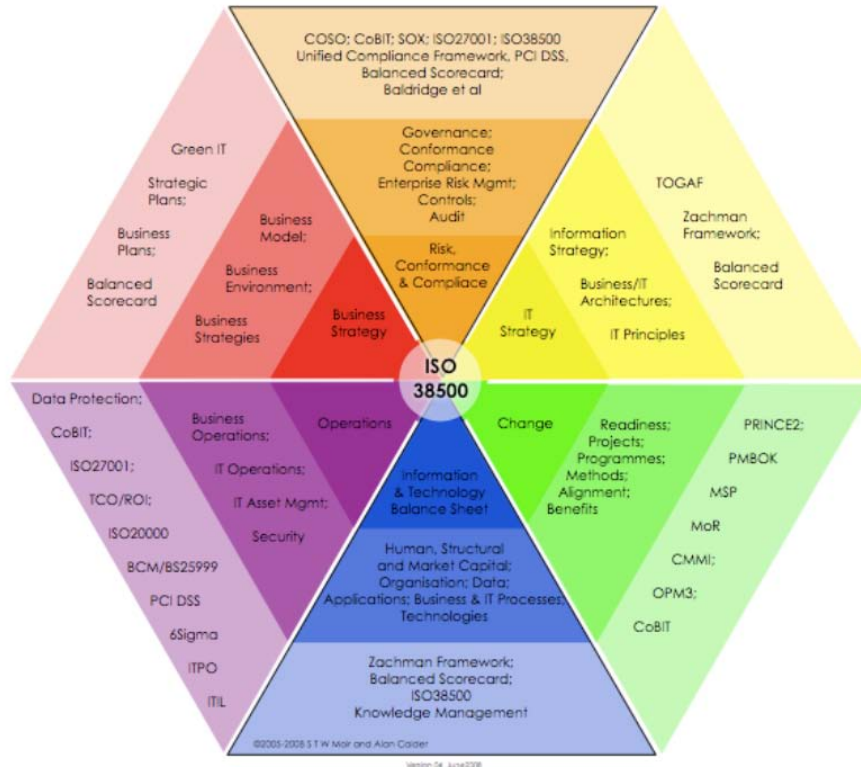 COSO; CoBIT; SOX; ISO27001; ISO38500
Unified Compliance Framework, PCI DSS,
Balanced Scorecard;
Baldridge et al
Governance;
Conformance
Compliance;
Enterprise Risk Mgmt;
Controls;
Audit
Risk,
Conformance
& Compliace
Green IT
Strategic
Plans;
Business
Plans;
Balanced
Scorecard
Business
Model;
Business
Environment;
Business
Strategies
Business
Strategy
IT
Strategy
Information
Strategy;
Business/IT
Architectures;
IT Principles
TOGAF
Zachman
Framework;
Balanced
Scorecard
ISO
38500
Data Protection;
CoBIT;
ISO27001;
TCO/ROI;
ISO20000
BCM/BS25999
PCI DSS
6Sigma
ITPO
ITIL
Business
Operations;
IT Operations;
IT Asset Mgmt;
Security
Operations
Change
Readiness;
Projects;
Programmes;
Methods;
Alignment;
Benefits
PRINCE2;
PMBOK
MSP
MoR
CMMI;
OPM3;
CoBIT
Information
& Technology
Balance Sheet
Human, Structural
and Market Capital;
Organisation; Data;
Applications; Business & IT Processes;
Technologies
Zachman Framework;
Balanced Scorecard;
ISO38500
Knowledge Management
©2005-2008 S T W Moir and Alan Calder
Version 04, June2008